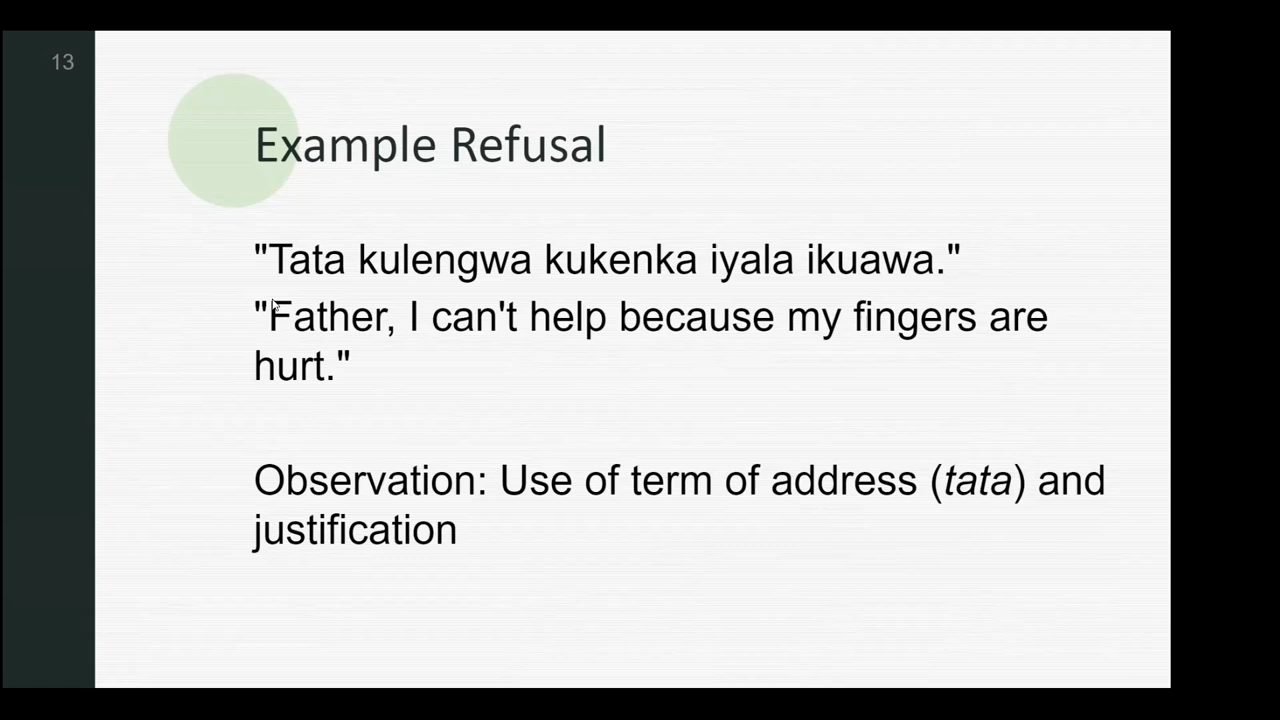 13
Example Refusal
"Tata kulengwa kukenka iyala ikuawa."
"Father, I can't help because my fingers are
hurt."
Observation: Use of term of address (tata) and
justification